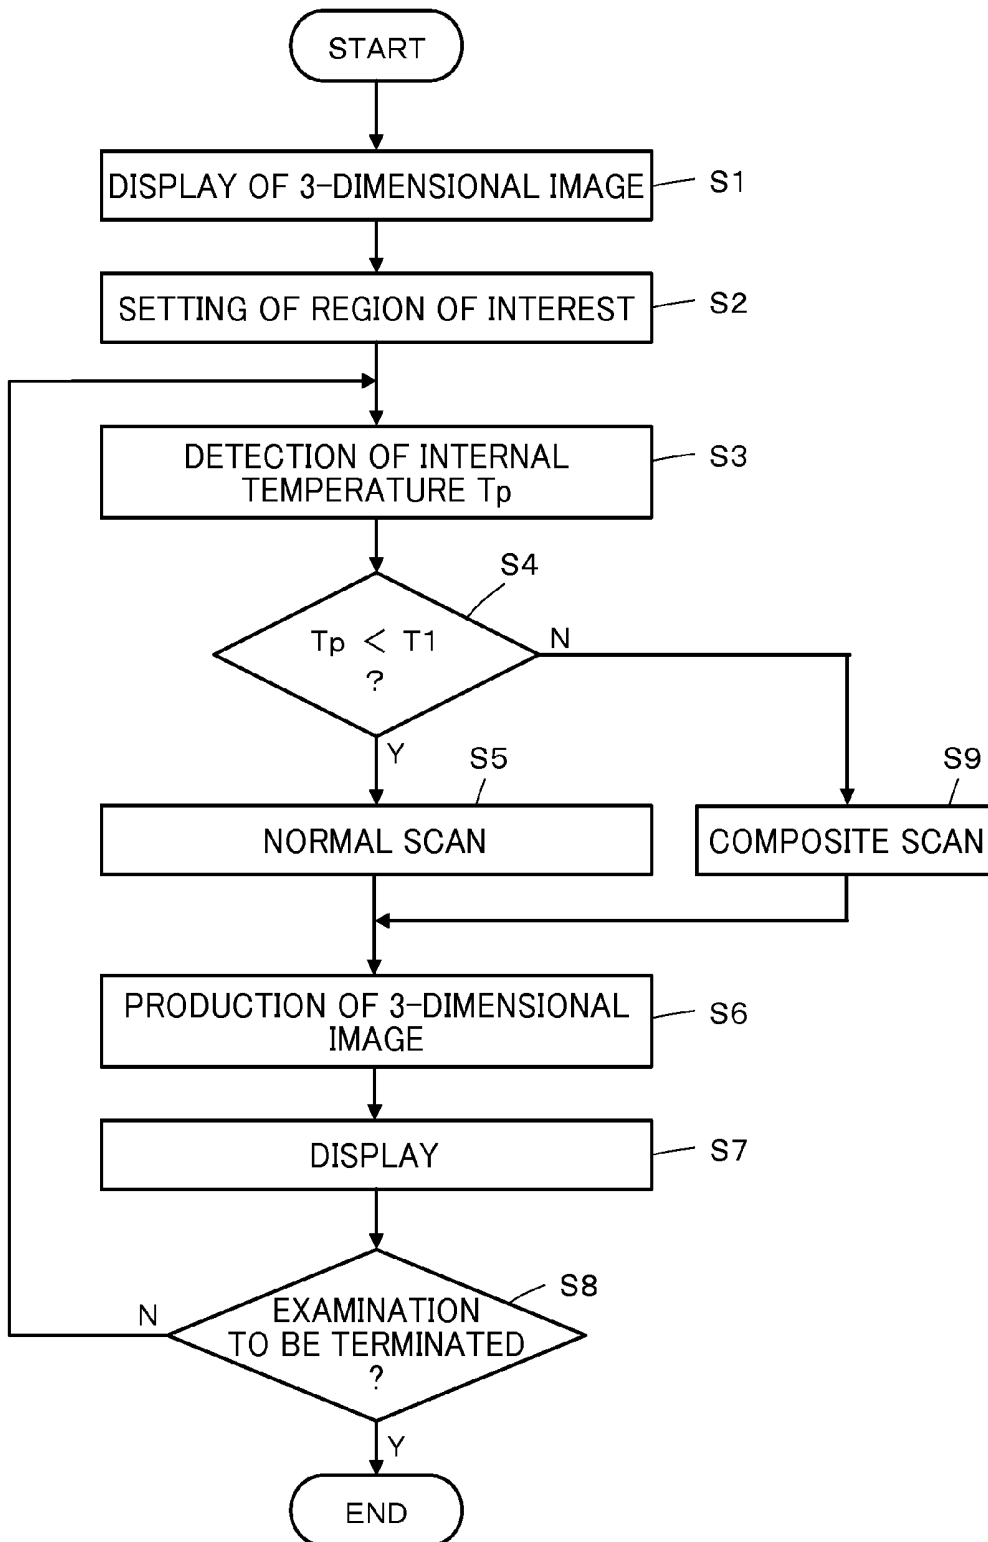 START
DISPLAY OF 3-DIMENSIONAL IMAGE
S1
SETTING OF REGION OF INTEREST
S2
DETECTION OF INTERNAL
TEMPERATURE Tp
S3
S4
Tp < T1
?
N
Y
S5
NORMAL SCAN
S9
COMPOSITE SCAN
PRODUCTION OF 3-DIMENSIONAL
IMAGE
S6
DISPLAY
S7
S8
EXAMINATION
TO BE TERMINATED
?
N
Y
END